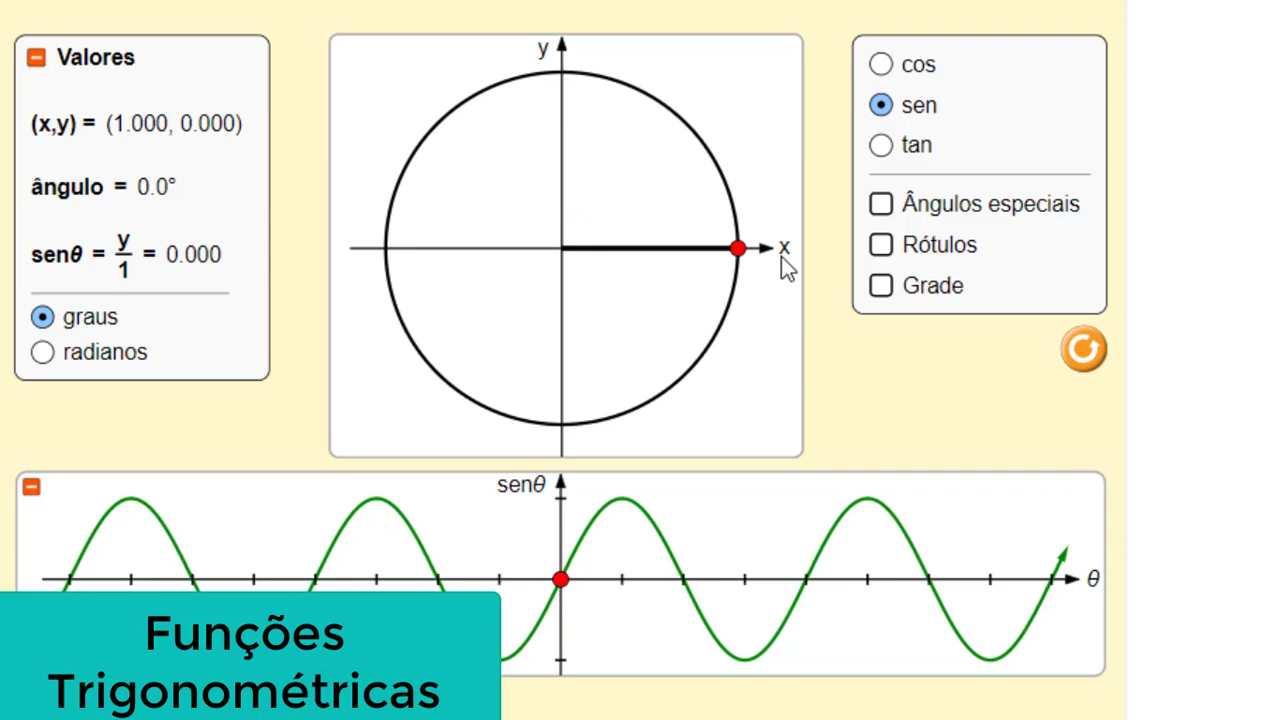 Valores
(x,y) = (1.000, 0.000)
ângulo = 0.0°
senθ = y/1 = 0.000
graus
radianos
y
x
cos
sen
tan
Ângulos especiais
Rótulos
Grade
senθ
θ
Funções
Trigonométricas